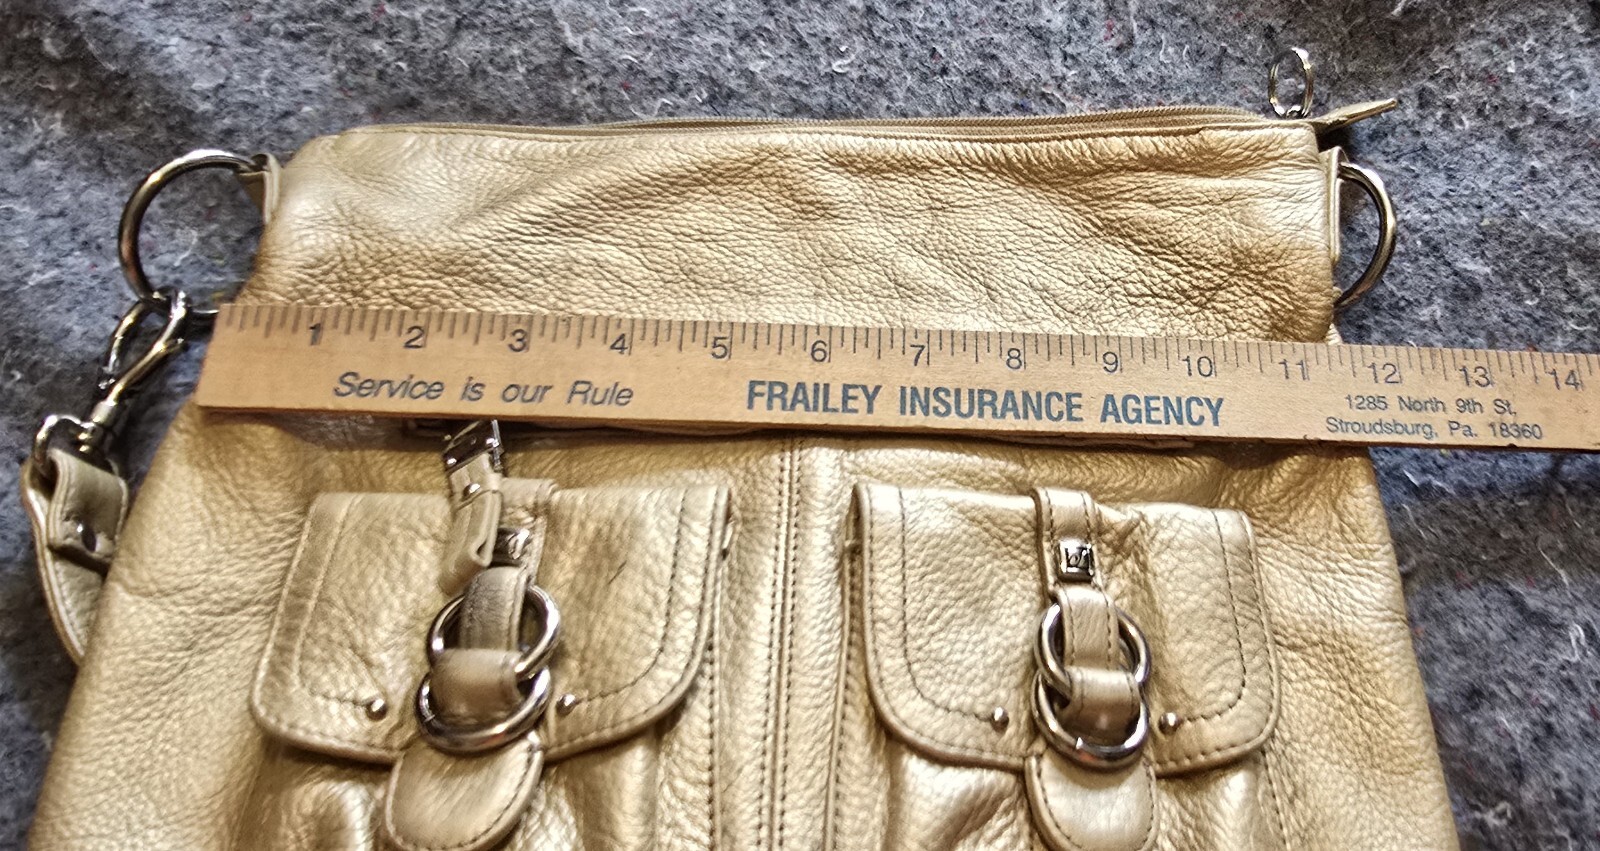 1 2 3 4 5 6 7 8 9 10 11 12 13 14
Service is our Rule
FRAILEY INSURANCE AGENCY
1285 North 9th St,
Stroudsburg, Pa. 18360